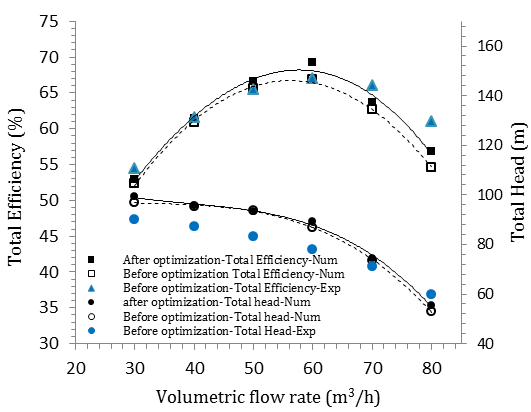 75
70
65
60
55
50
45
40
35
30
Total Efficiency (%)
160
140
120
100
80
60
40
Total Head (m)
After optimization-Total Efficiency-Num
Before optimization Total Efficiency-Num
Before optimization-Total Efficiency-Exp
after optimization-Total head-Num
Before optimization-Total head-Num
Before optimization-Total Head-Exp
20 30 40 50 60 70 80
Volumetric flow rate (m³/h)